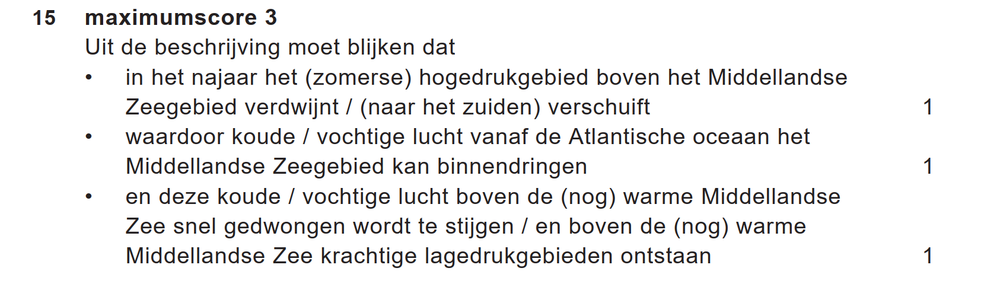 15 maximumscore 3
Uit de beschrijving moet blijken dat
• in het najaar het (zomerse) hogedrukgebied boven het Middellandse
Zeegebied verdwijnt / (naar het zuiden) verschuift 1
• waardoor koude / vochtige lucht vanaf de Atlantische oceaan het
Middellandse Zeegebied kan binnendringen 1
• en deze koude / vochtige lucht boven de (nog) warme Middellandse
Zee snel gedwongen wordt te stijgen / en boven de (nog) warme
Middellandse Zee krachtige lagedrukgebieden ontstaan 1